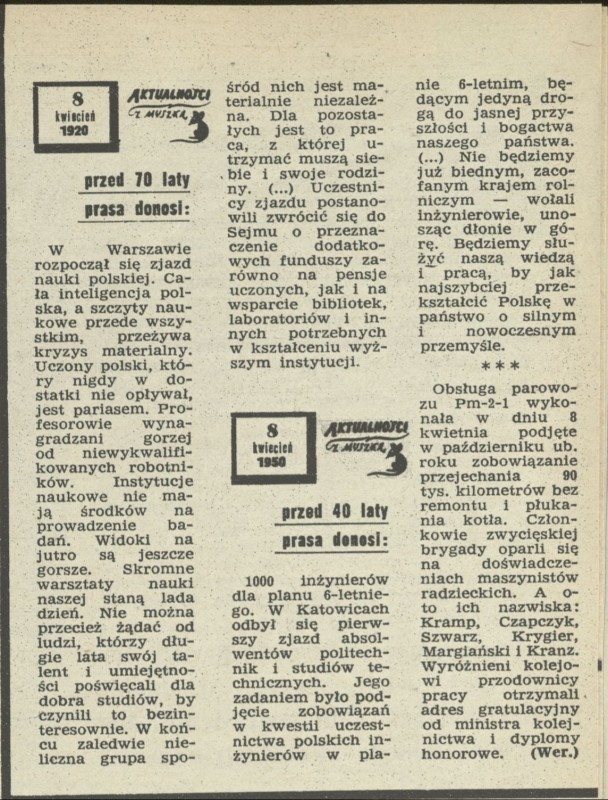 8
kwiecień
1920
AKTUALNOŚCI
Z MYSZKĄ
przed 70 laty
prasa donosi:
W Warszawie
rozpoczął się zjazd
nauki polskiej. Ca-
ła inteligencja pol-
ska, a szczyty nau-
kowe przede wszy-
stkim, przeżywa
kryzys materialny.
Uczony polski, któ-
ry nigdy w do-
statki nie opływał,
jest pariasem. Pro-
fesorowie wyna-
gradzani gorzej
od niewykwalifi-
kowanych robotni-
ków. Instytucje
naukowe nie ma-
ją środków na
prowadzenie ba-
dań. Widoki na
jutro są jeszcze
gorsze. Skromne
warsztaty nauki
naszej staną lada
dzień. Nie można
przecież żądać od
ludzi, którzy dłu-
gie lata swój ta-
lent i umiejętno-
ści poświęcali dla
dobra studiów, by
czynili to bezin-
teresownie. W koń-
cu zaledwie nie-
liczna grupa spo-
śród nich jest ma-
terialnie niezależ-
na. Dla pozosta-
łych jest to pra-
ca, z której u-
trzymać muszą sie-
bie i swoje rodzi-
ny. (...) Uczestni-
cy zjazdu postano-
wili zwrócić się do
Sejmu o przezna-
czenie dodatko-
wych funduszy za-
równo na pensje
uczonych, jak i na
wsparcie bibliotek,
laboratoriów i in-
nych potrzebnych
w kształceniu wyż-
szym instytucji.
8
kwiecień
1950
AKTUALNOŚCI
Z MYSZKĄ
przed 40 laty
prasa donosi:
1000 inżynierów
dla planu 6-letnie-
go. W Katowicach
odbył się pierw-
szy zjazd absol-
wentów politech-
nik i studiów te-
chnicznych. Jego
zadaniem było pod-
jęcie zobowiązań
w kwestii uczest-
nictwa polskich in-
żynierów w pla-
nie 6-letnim, bę-
dącym jedyną dro-
gą do jasnej przy-
szłości i bogactwa
naszego państwa.
(...) Nie będziemy
już biednym, zaco-
fanym krajem rol-
niczym — wołali
inżynierowie, uno-
sząc dłonie w gó-
rę. Będziemy słu-
żyć naszą wiedzą
i pracą, by jak
najszybciej prze-
kształcić Polskę w
państwo o silnym
i nowoczesnym
przemyśle.
***
Obsługa parowo-
zu Pm-2-1 wyko-
nała w dniu 8
kwietnia podjęte
w październiku ub.
roku zobowiązanie
przejechania 90
tys. kilometrów bez
remontu i płuka-
nia kotła. Człon-
kowie zwycięskiej
brygady oparli się
na doświadcze-
niach maszynistów
radzieckich. A o-
to ich nazwiska:
Kramp, Czapczyk,
Szwarz, Krygier,
Margiański i Kranz.
Wyróżnieni kolejo-
wi przodownicy
pracy otrzymali
adres gratulacyjny
od ministra kolej-
nictwa i dyplomy
honorowe. (Wer.)